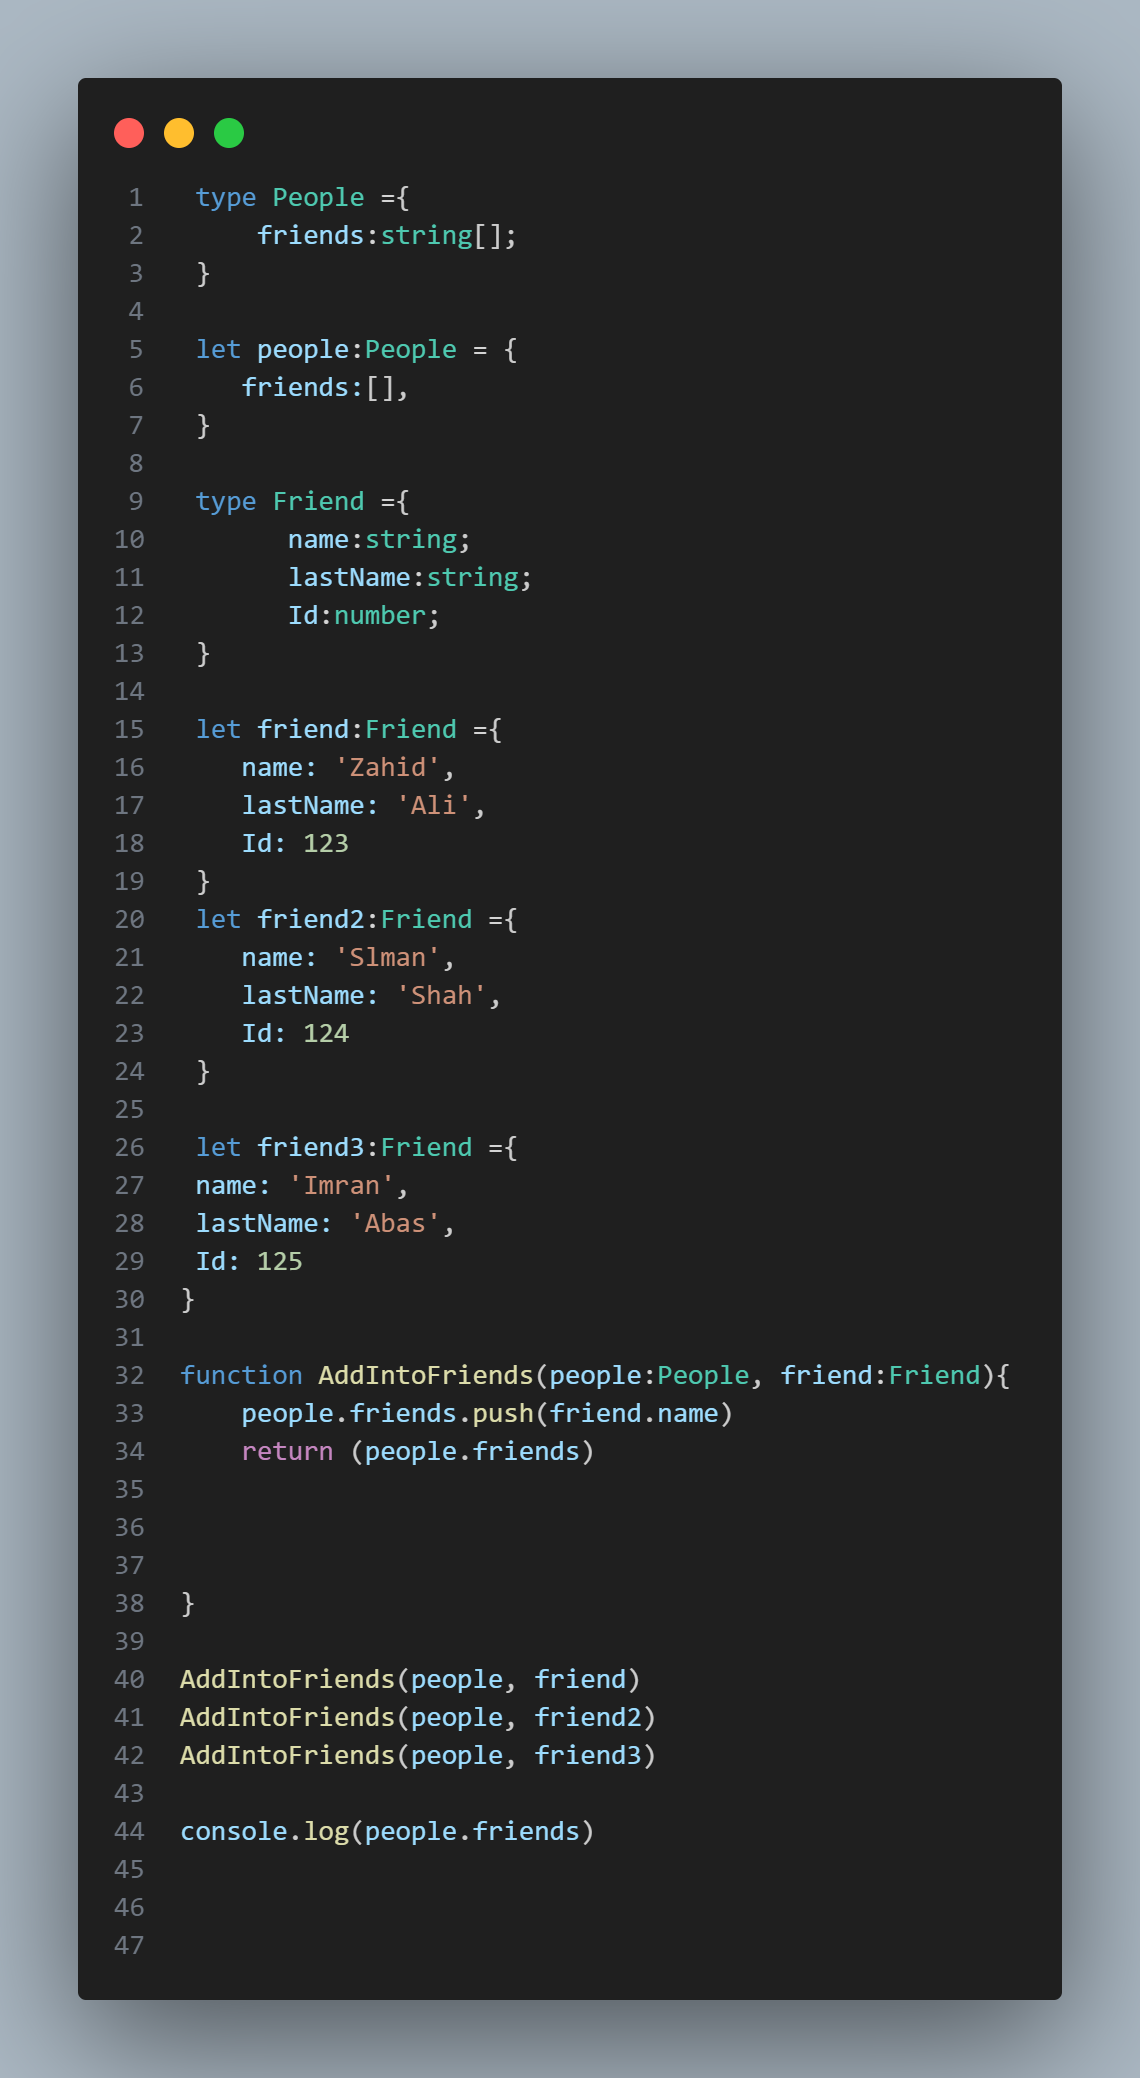 1 type People ={
2 friends:string[];
3 }
4
5 let people:People = {
6 friends:[],
7 }
8
9 type Friend ={
10 name:string;
11 lastName:string;
12 Id:number;
13 }
14
15 let friend:Friend ={
16 name: 'Zahid',
17 lastName: 'Ali',
18 Id: 123
19 }
20 let friend2:Friend ={
21 name: 'Slman',
22 lastName: 'Shah',
23 Id: 124
24 }
25
26 let friend3:Friend ={
27 name: 'Imran',
28 lastName: 'Abas',
29 Id: 125
30 }
31
32 function AddIntoFriends(people:People, friend:Friend){
33 people.friends.push(friend.name)
34 return (people.friends)
35
36
37
38 }
39
40 AddIntoFriends(people, friend)
41 AddIntoFriends(people, friend2)
42 AddIntoFriends(people, friend3)
43
44 console.log(people.friends)
45
46
47